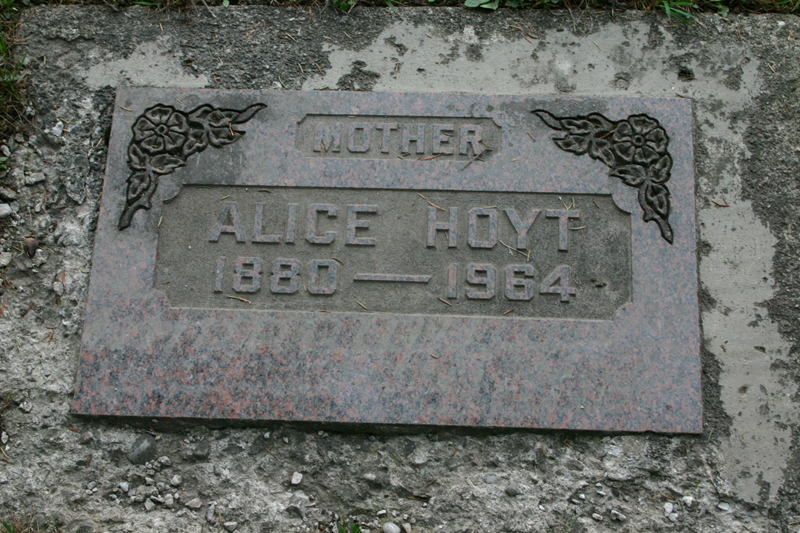 MOTHER
ALICE HOYT
1880 — 1964